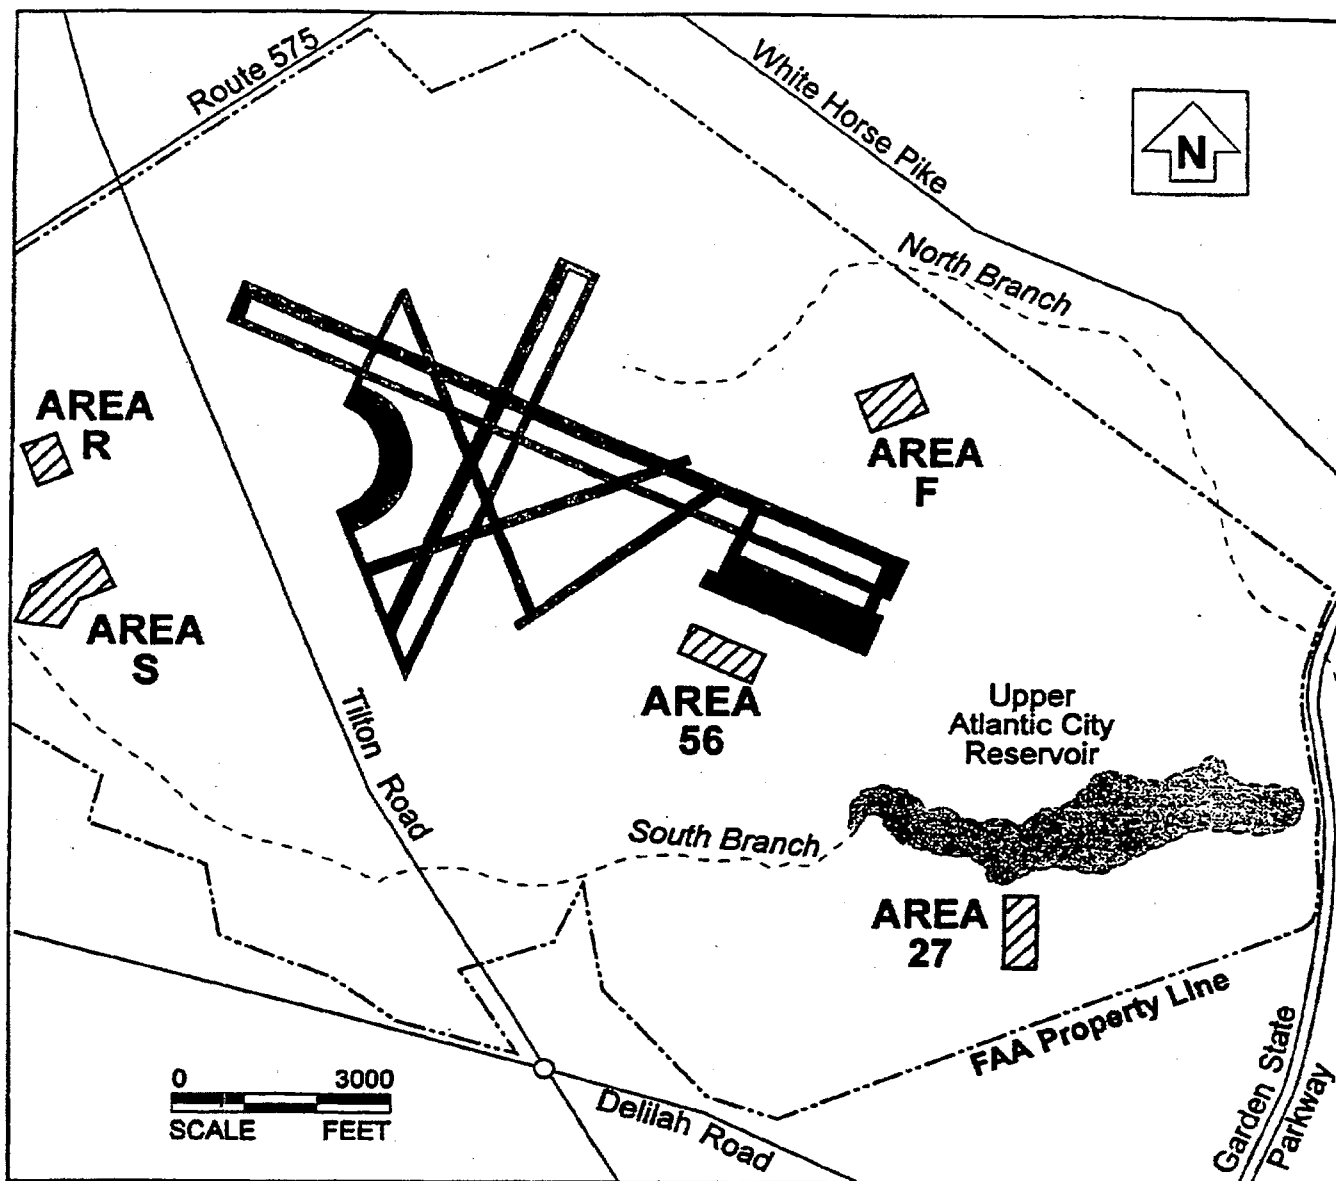 Route 575
White Horse Pike
N
North Branch
AREA
R
AREA
F
AREA
S
AREA
56
Tilton Road
Upper
Atlantic City
Reservoir
South Branch
AREA
27
FAA Property Line
0 3000
SCALE FEET
Delilah Road
Garden State
Parkway